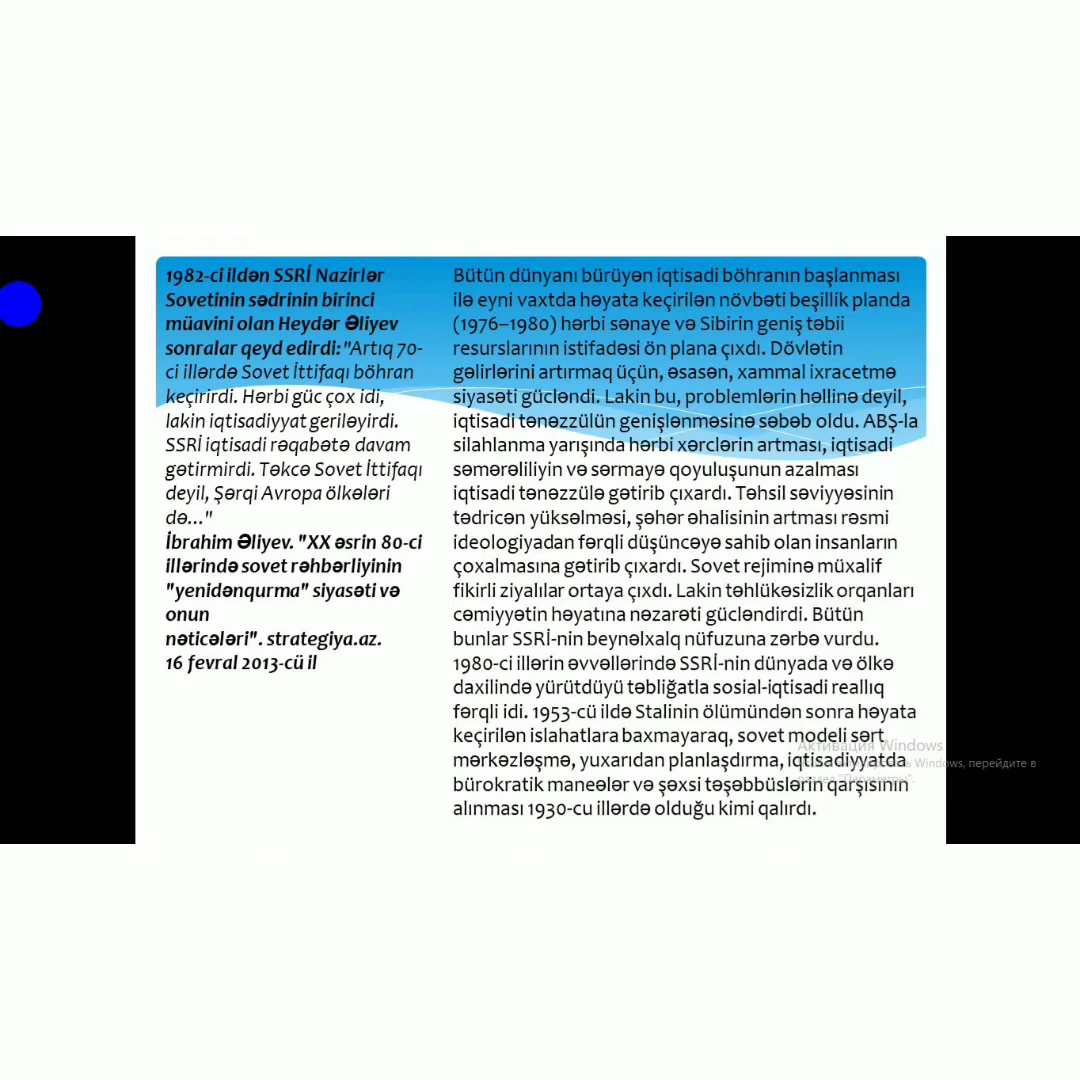 1982-ci ildən SSRİ Nazirlər
Sovetinin sədrinin birinci
müavini olan Heydər Əliyev
sonralar qeyd edirdi:"Artıq 70-
ci illərdə Sovet İttifaqı böhran
keçirirdi. Hərbi güc çox idi,
lakin iqtisadiyyat geriləyirdi.
SSRİ iqtisadi rəqabətə davam
gətirmirdi. Təkcə Sovet İttifaqı
deyil, Şərqi Avropa ölkələri
də..."
İbrahim Əliyev. "XX əsrin 80-ci
illərində sovet rəhbərliyinin
"yenidənqurma" siyasəti və
onun
nəticələri". strategiya.az.
16 fevral 2013-cü il
Bütün dünyanı bürüyən iqtisadi böhranın başlanması
ilə eyni vaxtda həyata keçirilən növbəti beşillik planda
(1976–1980) hərbi sənaye və Sibirin geniş təbii
resurslarının istifadəsi ön plana çıxdı. Dövlətin
gəlirlərini artırmaq üçün, əsasən, xammal ixracetmə
siyasəti gücləndi. Lakin bu, problemlərin həllinə deyil,
iqtisadi tənəzzülün genişlənməsinə səbəb oldu. ABŞ-la
silahlanma yarışında hərbi xərclərin artması, iqtisadi
səmərəliliyin və sərmayə qoyuluşunun azalması
iqtisadi tənəzzülə gətirib çıxardı. Təhsil səviyyəsinin
tədricən yüksəlməsi, şəhər əhalisinin artması rəsmi
ideologiyadan fərqli düşüncəyə sahib olan insanların
çoxalmasına gətirib çıxardı. Sovet rejiminə müxalif
fikirli ziyalılar ortaya çıxdı. Lakin təhlükəsizlik orqanları
cəmiyyətin həyatına nəzarəti gücləndirdi. Bütün
bunlar SSRİ-nin beynəlxalq nüfuzuna zərbə vurdu.
1980-ci illərin əvvəllərində SSRİ-nin dünyada və ölkə
daxilində yürütdüyü təbliğatla sosial-iqtisadi reallıq
fərqli idi. 1953-cü ildə Stalinin ölümündən sonra həyata
keçirilən islahatlara baxmayaraq, sovet modeli sərt
mərkəzləşmə, yuxarıdan planlaşdırma, iqtisadiyyatda
bürokratik maneələr və şəxsi təşəbbüslərin qarşısının
alınması 1930-cu illərdə olduğu kimi qalırdı.
Активация Windows
Windows, перейдите в
раздел "Параметры".